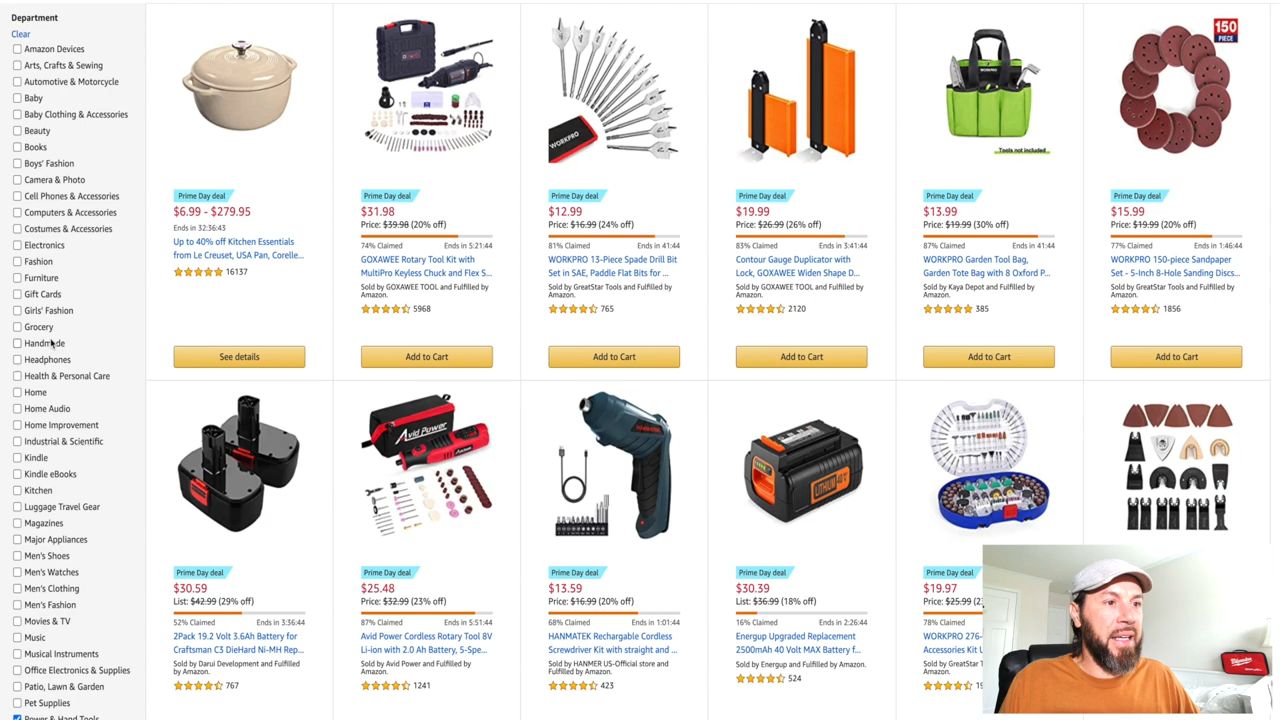 Department
Clear
Amazon Devices
Arts, Crafts & Sewing
Automotive & Motorcycle
Baby
Baby Clothing & Accessories
Beauty
Books
Boys' Fashion
Camera & Photo
Cell Phones & Accessories
Computers & Accessories
Costumes & Accessories
Electronics
Fashion
Furniture
Gift Cards
Girls' Fashion
Grocery
Handmade
Headphones
Health & Personal Care
Home
Home Audio
Home Improvement
Industrial & Scientific
Kindle
Kindle eBooks
Kitchen
Luggage Travel Gear
Magazines
Major Appliances
Men's Shoes
Men's Watches
Men's Clothing
Men's Fashion
Movies & TV
Music
Musical Instruments
Office Electronics & Supplies
Patio, Lawn & Garden
Pet Supplies
Power & Hand Tools
Prime Day deal
$6.99 - $279.95
Ends in 32:36:43
Up to 40% off Kitchen Essentials
from Le Creuset, USA Pan, Corelle...
16137
See details
Prime Day deal
$31.98
Price: $39.98 (20% off)
74% Claimed Ends in 5:21:44
GOXAWEE Rotary Tool Kit with
MultiPro Keyless Chuck and Flex S...
Sold by GOXAWEE TOOL and Fulfilled by
Amazon.
5968
Add to Cart
WORKPRO
Prime Day deal
$12.99
Price: $16.99 (24% off)
81% Claimed Ends in 41:44
WORKPRO 13-Piece Spade Drill Bit
Set in SAE, Paddle Flat Bits for ...
Sold by GreatStar Tools and Fulfilled by
Amazon.
765
Add to Cart
Prime Day deal
$19.99
Price: $26.99 (26% off)
83% Claimed Ends in 3:41:44
Contour Gauge Duplicator with
Lock, GOXAWEE Widen Shape D...
Sold by GOXAWEE TOOL and Fulfilled by
Amazon.
2120
Add to Cart
WORKPRO
Tools not included
Prime Day deal
$13.99
Price: $19.99 (30% off)
87% Claimed Ends in 41:44
WORKPRO Garden Tool Bag,
Garden Tote Bag with 8 Oxford P...
Sold by Kaya Depot and Fulfilled by
Amazon.
385
Add to Cart
150
PIECE
Prime Day deal
$15.99
Price: $19.99 (20% off)
77% Claimed Ends in 1:46:44
WORKPRO 150-piece Sandpaper
Set - 5-Inch 8-Hole Sanding Discs...
Sold by GreatStar Tools and Fulfilled by
Amazon.
1856
Add to Cart
Prime Day deal
$30.59
List: $42.99 (29% off)
52% Claimed Ends in 3:36:44
2Pack 19.2 Volt 3.6Ah Battery for
Craftsman C3 DieHard Ni-MH Rep...
Sold by Darui Development and Fulfilled
by Amazon.
767
Avid Power
Prime Day deal
$25.48
Price: $32.99 (23% off)
87% Claimed Ends in 5:51:44
Avid Power Cordless Rotary Tool 8V
Li-ion with 2.0 Ah Battery, 5-Spe...
Sold by Avid Power and Fulfilled by
Amazon.
1241
Prime Day deal
$13.59
Price: $16.99 (20% off)
68% Claimed Ends in 1:01:44
HANMATEK Rechargable Cordless
Screwdriver Kit with straight and ...
Sold by HANMER US-Official store and
Fulfilled by Amazon.
423
LITHIUM 40V
Prime Day deal
$30.39
List: $36.99 (18% off)
16% Claimed Ends in 2:26:44
Energup Upgraded Replacement
2500mAh 40 Volt MAX Battery f...
Sold by Energup and Fulfilled by Amazon.
524
Prime Day deal
$19.97
Price: $25.99 (2
78% Claimed
WORKPRO 276-
Accessories Kit U
Sold by GreatStar T
Amazon.
19
Milwaukee